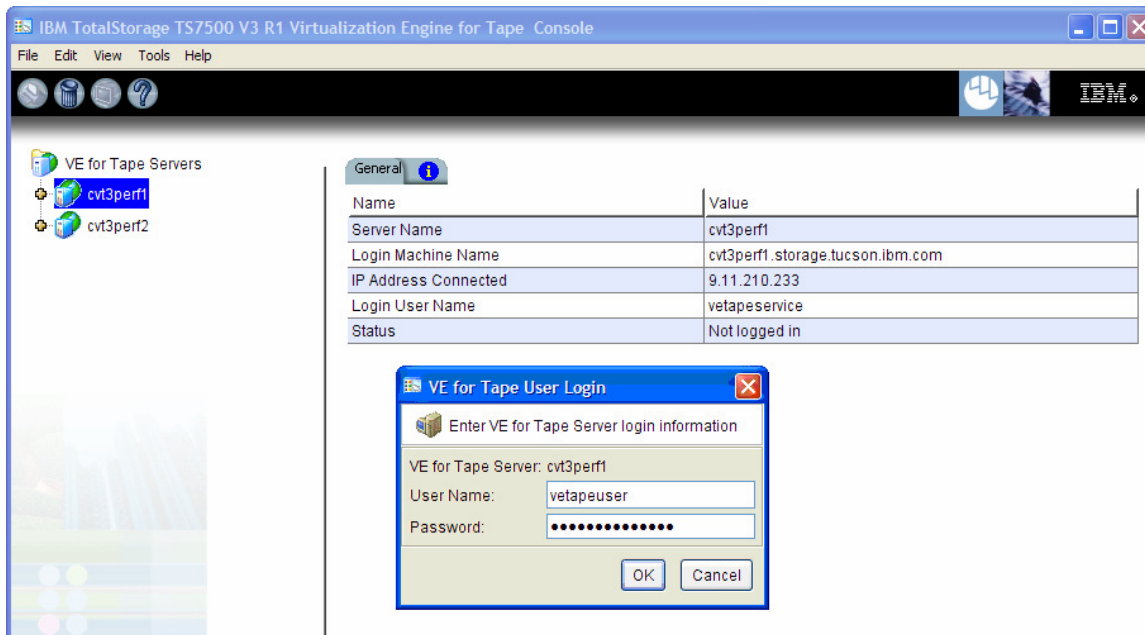 IBM TotalStorage TS7500 V3 R1 Virtualization Engine for Tape Console
File Edit View Tools Help
IBM
VE for Tape Servers
cvt3perf1
cvt3perf2
General
Name Value
Server Name cvt3perf1
Login Machine Name cvt3perf1.storage.tucson.ibm.com
IP Address Connected 9.11.210.233
Login User Name vetapeservice
Status Not logged in
VE for Tape User Login
Enter VE for Tape Server login information
VE for Tape Server: cvt3perf1
User Name: vetapeuser
Password: ••••••••••••••
OK Cancel